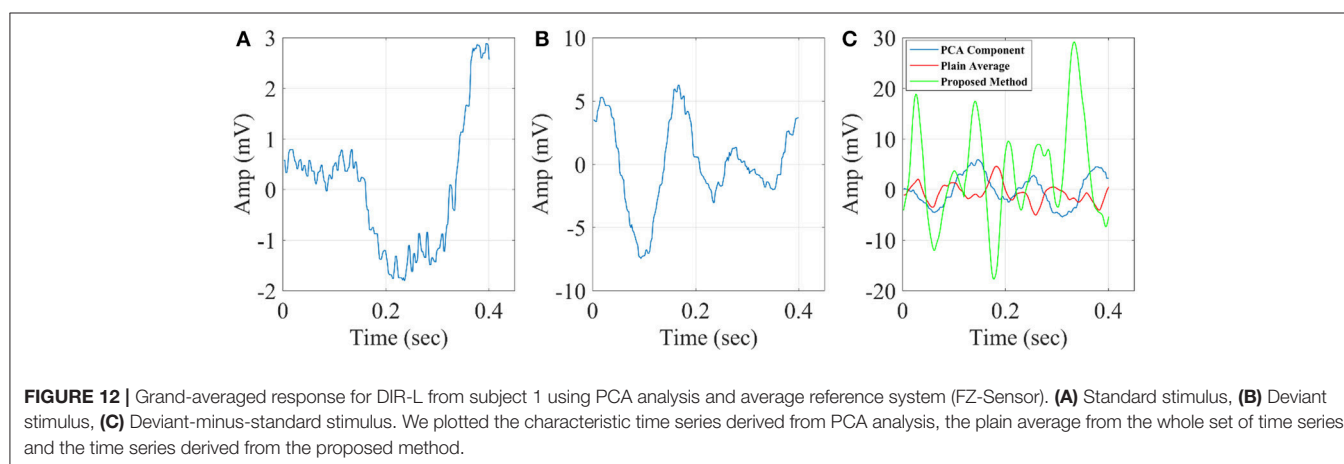 A
3
2
1
0
-1
-2
Amp (mV)
0
0.2
0.4
Time (sec)
B
10
5
0
-5
-10
Amp (mV)
0
0.2
0.4
Time (sec)
C
30
20
10
0
-10
-20
Amp (mV)
PCA Component
Plain Average
Proposed Method
0
0.2
0.4
Time (sec)
FIGURE 12 | Grand-averaged response for DIR-L from subject 1 using PCA analysis and average reference system (FZ-Sensor). (A) Standard stimulus, (B) Deviant
stimulus, (C) Deviant-minus-standard stimulus. We plotted the characteristic time series derived from PCA analysis, the plain average from the whole set of time series
and the time series derived from the proposed method.